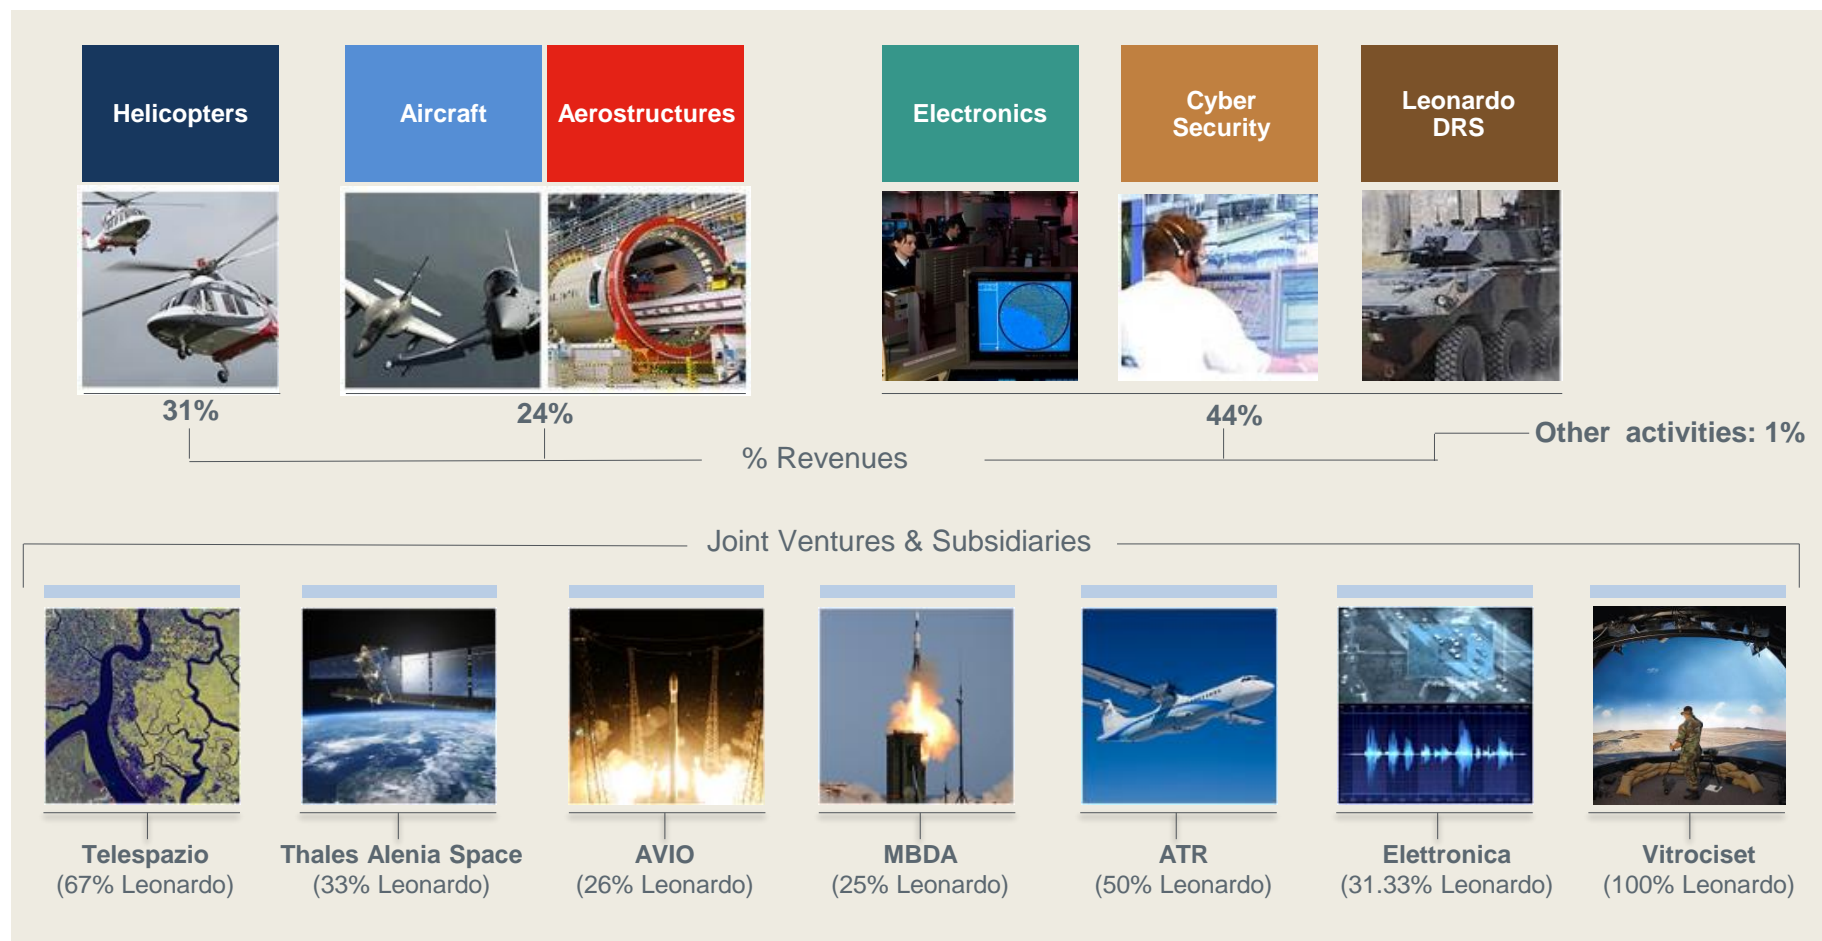 Helicopters
Aircraft
Aerostructures
Electronics
Cyber
Security
Leonardo
DRS
31%
24%
44%
Other activities: 1%
% Revenues
Joint Ventures & Subsidiaries
Telespazio
(67% Leonardo)
Thales Alenia Space
(33% Leonardo)
AVIO
(26% Leonardo)
MBDA
(25% Leonardo)
ATR
(50% Leonardo)
Elettronica
(31.33% Leonardo)
Vitrociset
(100% Leonardo)